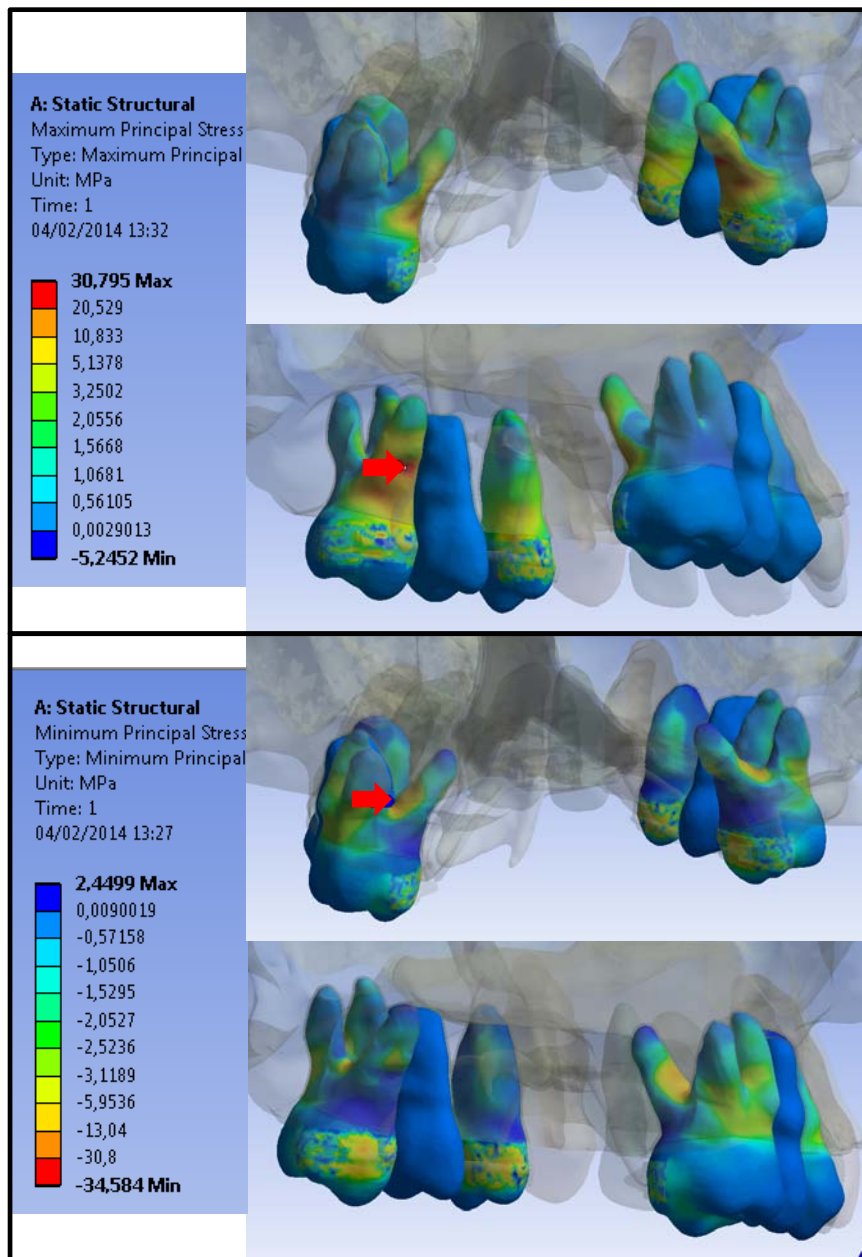 A: Static Structural
Maximum Principal Stress
Type: Maximum Principal
Unit: MPa
Time: 1
04/02/2014 13:32
30,795 Max
20,529
10,833
5,1378
3,2502
2,0556
1,5668
1,0681
0,56105
0,0029013
-5,2452 Min
A: Static Structural
Minimum Principal Stress
Type: Minimum Principal
Unit: MPa
Time: 1
04/02/2014 13:27
2,4499 Max
0,0090019
-0,57158
-1,0506
-1,5295
-2,0527
-2,5236
-3,1189
-5,9536
-13,04
-30,8
-34,584 Min